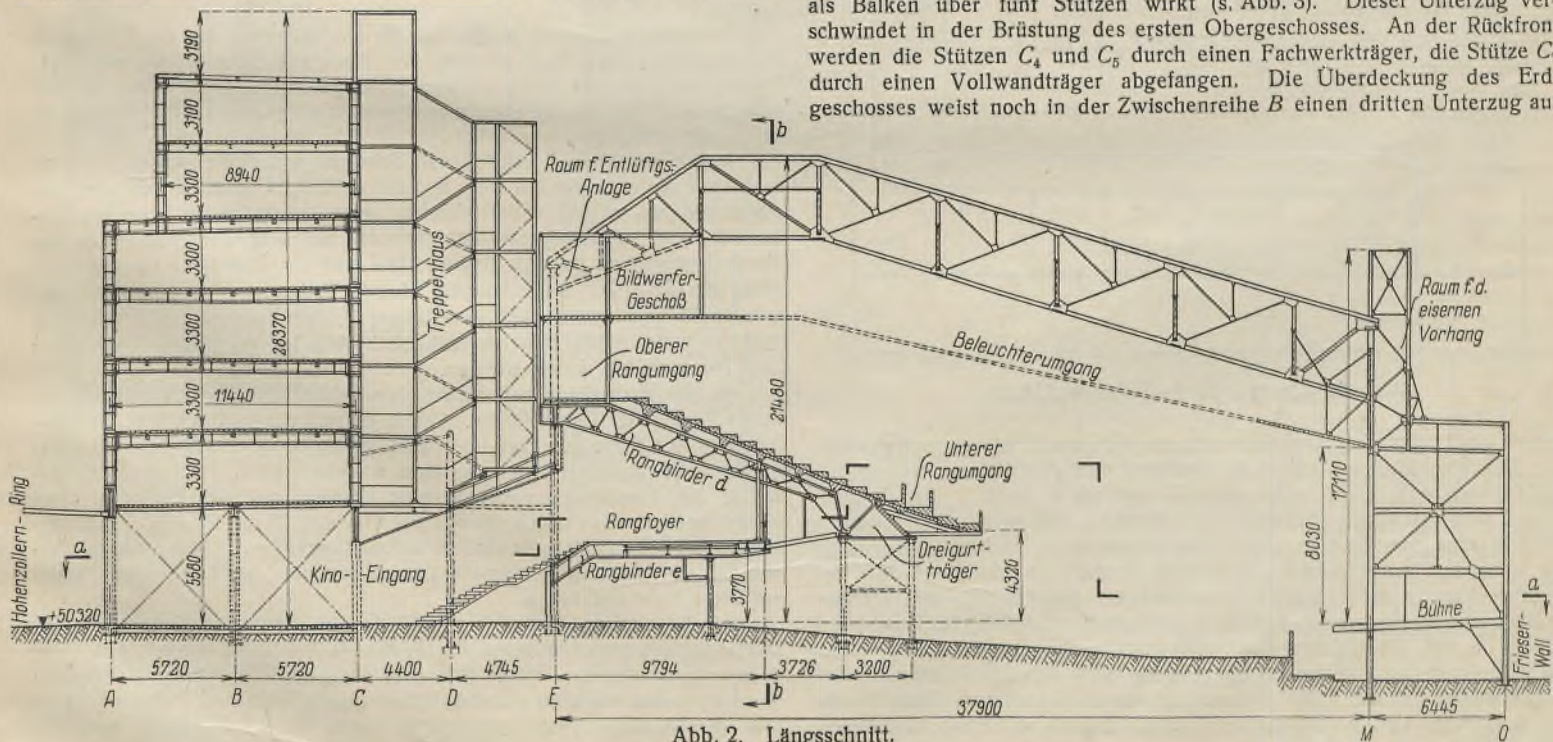 als Balken über fünf Stützen wirkt (s. Abb. 3). Dieser Unterzug ver-
schwindet in der Brüstung des ersten Obergeschosses. An der Rückfron
werden die Stützen C4 und C5 durch einen Fachwerkträger, die Stütze C
durch einen Vollwandträger abgefangen. Die Überdeckung des Erd
geschosses weist noch in der Zwischenreihe B einen dritten Unterzug au
3190
3100
3300
8940
3300
3300
3300
11440
3300
5580
28370
Treppenhaus
Raum f. Entlüftgs-
Anlage
b
Bildwerfer-
Geschoß
Oberer
Rangumgang
21480
Beleuchterumgang
Raum f. d.
eisernen
Vorhang
17110
8030
Rangbinder d
Unterer
Rangumgang
Rangfoyer
Rangbinder e
Dreigurt-
träger
3770
4320
Hohenzollern-Ring
a
+50320
Kino-Eingang
Bühne
a
Friesen-
Wall
5720
5720
4400
4745
9794
3726
3200
A
B
C
D
E
b
37900
6445
M
O
Abb. 2. Längsschnitt.